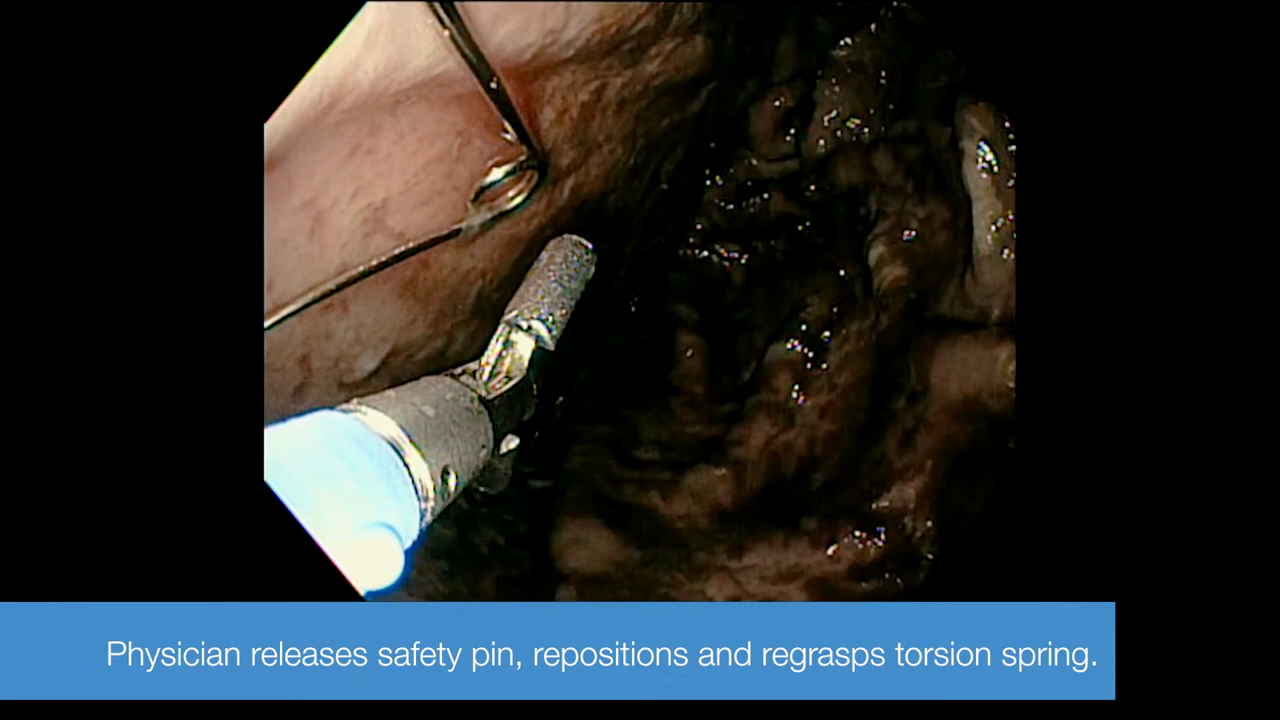 Physician releases safety pin, repositions and regrasps torsion spring.